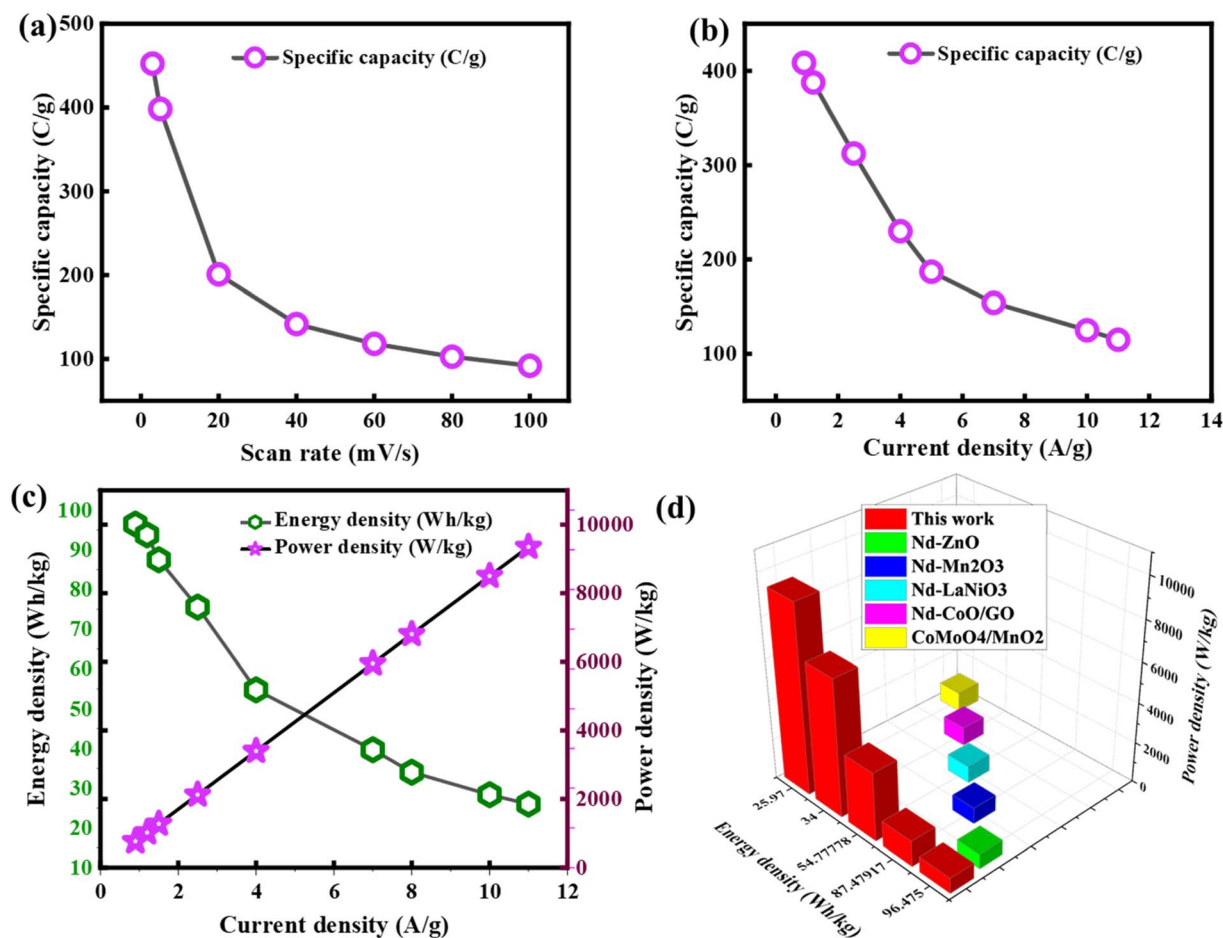 (a)
500
400
300
200
100
Specific capacity (C/g)
Specific capacity (C/g)
0 20 40 60 80 100
Scan rate (mV/s)
(b)
400
300
200
100
Specific capacity (C/g)
Specific capacity (C/g)
0 2 4 6 8 10 12 14
Current density (A/g)
(c)
100
90
80
70
60
50
40
30
20
10
Energy density (Wh/kg)
Energy density (Wh/kg)
Power density (W/kg)
10000
8000
6000
4000
2000
0
Power density (W/kg)
0 2 4 6 8 10 12
Current density (A/g)
(d)
This work
Nd-ZnO
Nd-Mn2O3
Nd-LaNiO3
Nd-CoO/GO
CoMoO4/MnO2
10000
8000
6000
4000
2000
0
Power density (W/kg)
25.97
34
54.77778
87.47917
96.475
Energy density (Wh/kg)